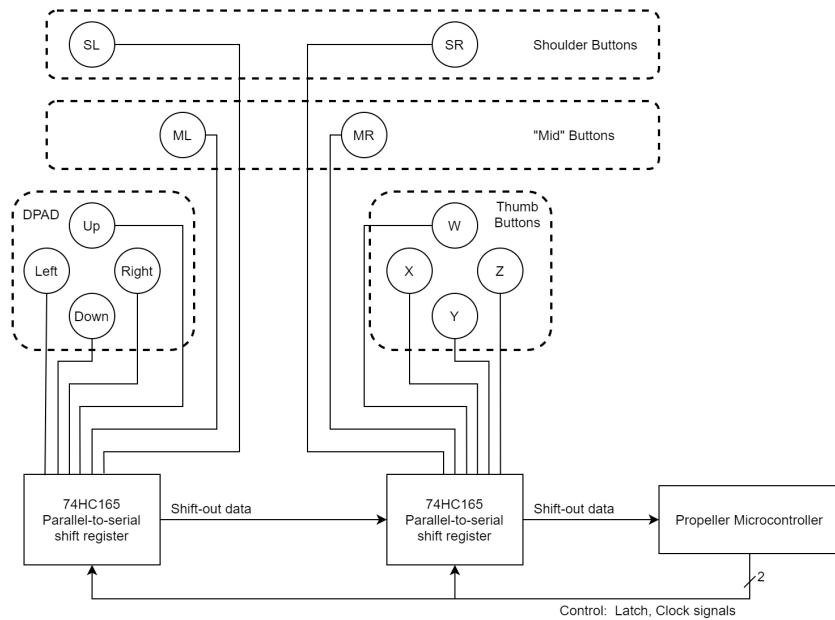 SL
SR
Shoulder Buttons
ML
MR
"Mid" Buttons
DPAD
Up
Left
Right
Down
Thumb
Buttons
W
X
Z
Y
74HC165
Parallel-to-serial
shift register
Shift-out data
74HC165
Parallel-to-serial
shift register
Shift-out data
Propeller Microcontroller
2
Control: Latch, Clock signals